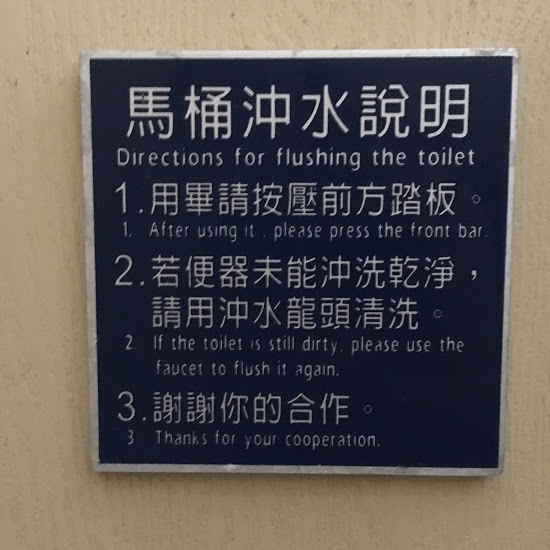 馬桶沖水說明
Directions for flushing the toilet
1.用畢請按壓前方踏板。
1. After using it , please press the front bar.
2.若便器未能沖洗乾淨，
請用沖水龍頭清洗。
2 If the toilet is still dirty, please use the
faucet to flush it again.
3.謝謝你的合作。
3 Thanks for your cooperation.